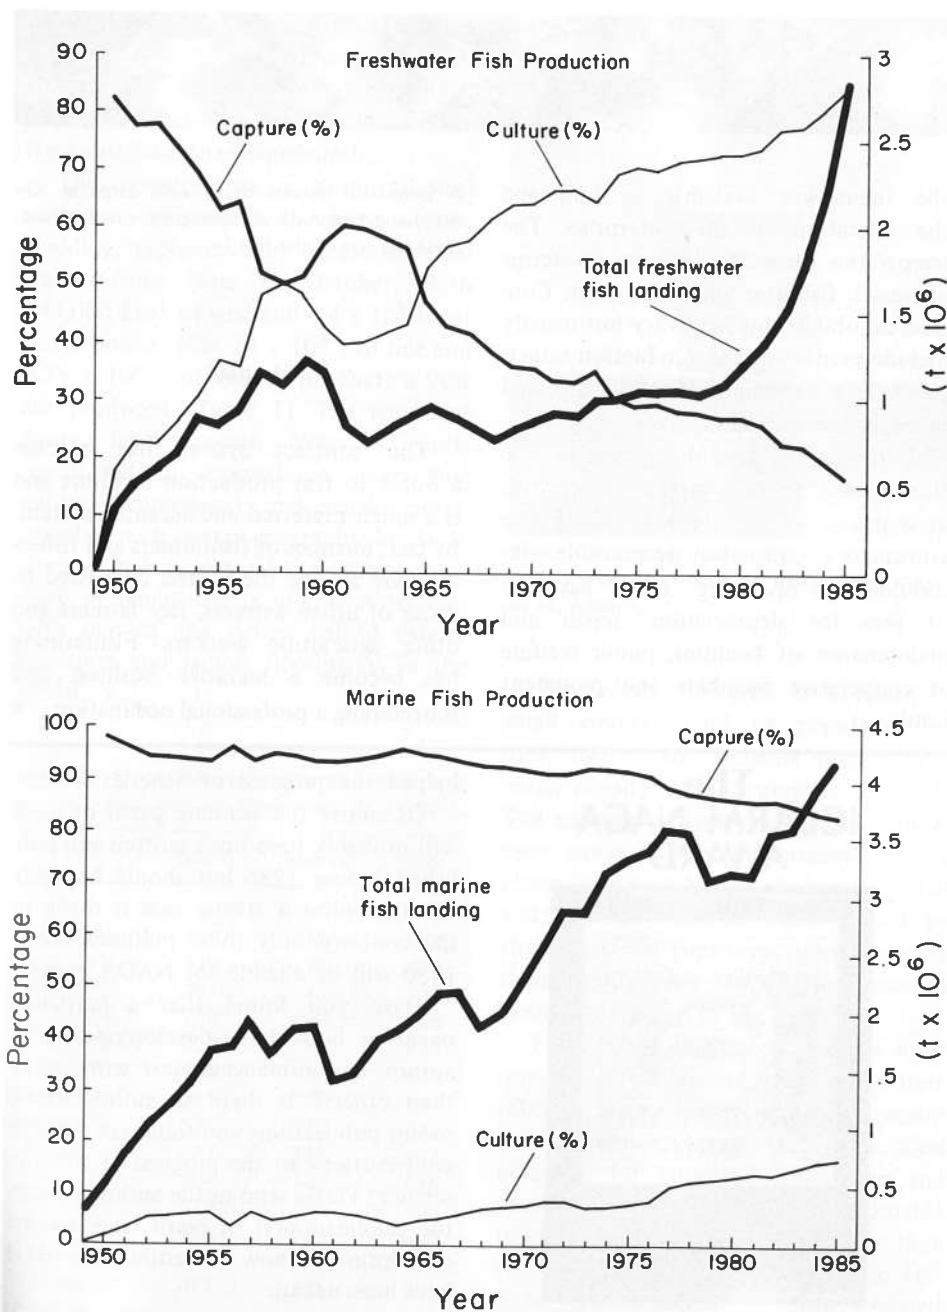 Freshwater Fish Production
90
80
70
60
50
40
30
20
10
0
Percentage
Capture (%)
Culture (%)
Total freshwater
fish landing
3
2.5
2
1.5
1
0.5
0
(t x 10⁶)
1950 1955 1960 1965 1970 1975 1980 1985
Year
Marine Fish Production
100
90
80
70
60
50
40
30
20
10
0
Percentage
Capture (%)
Total marine
fish landing
Culture (%)
4.5
4
3.5
3
2.5
2
1.5
1
0.5
0
(t x 10⁶)
1950 1955 1960 1965 1970 1975 1980 1985
Year